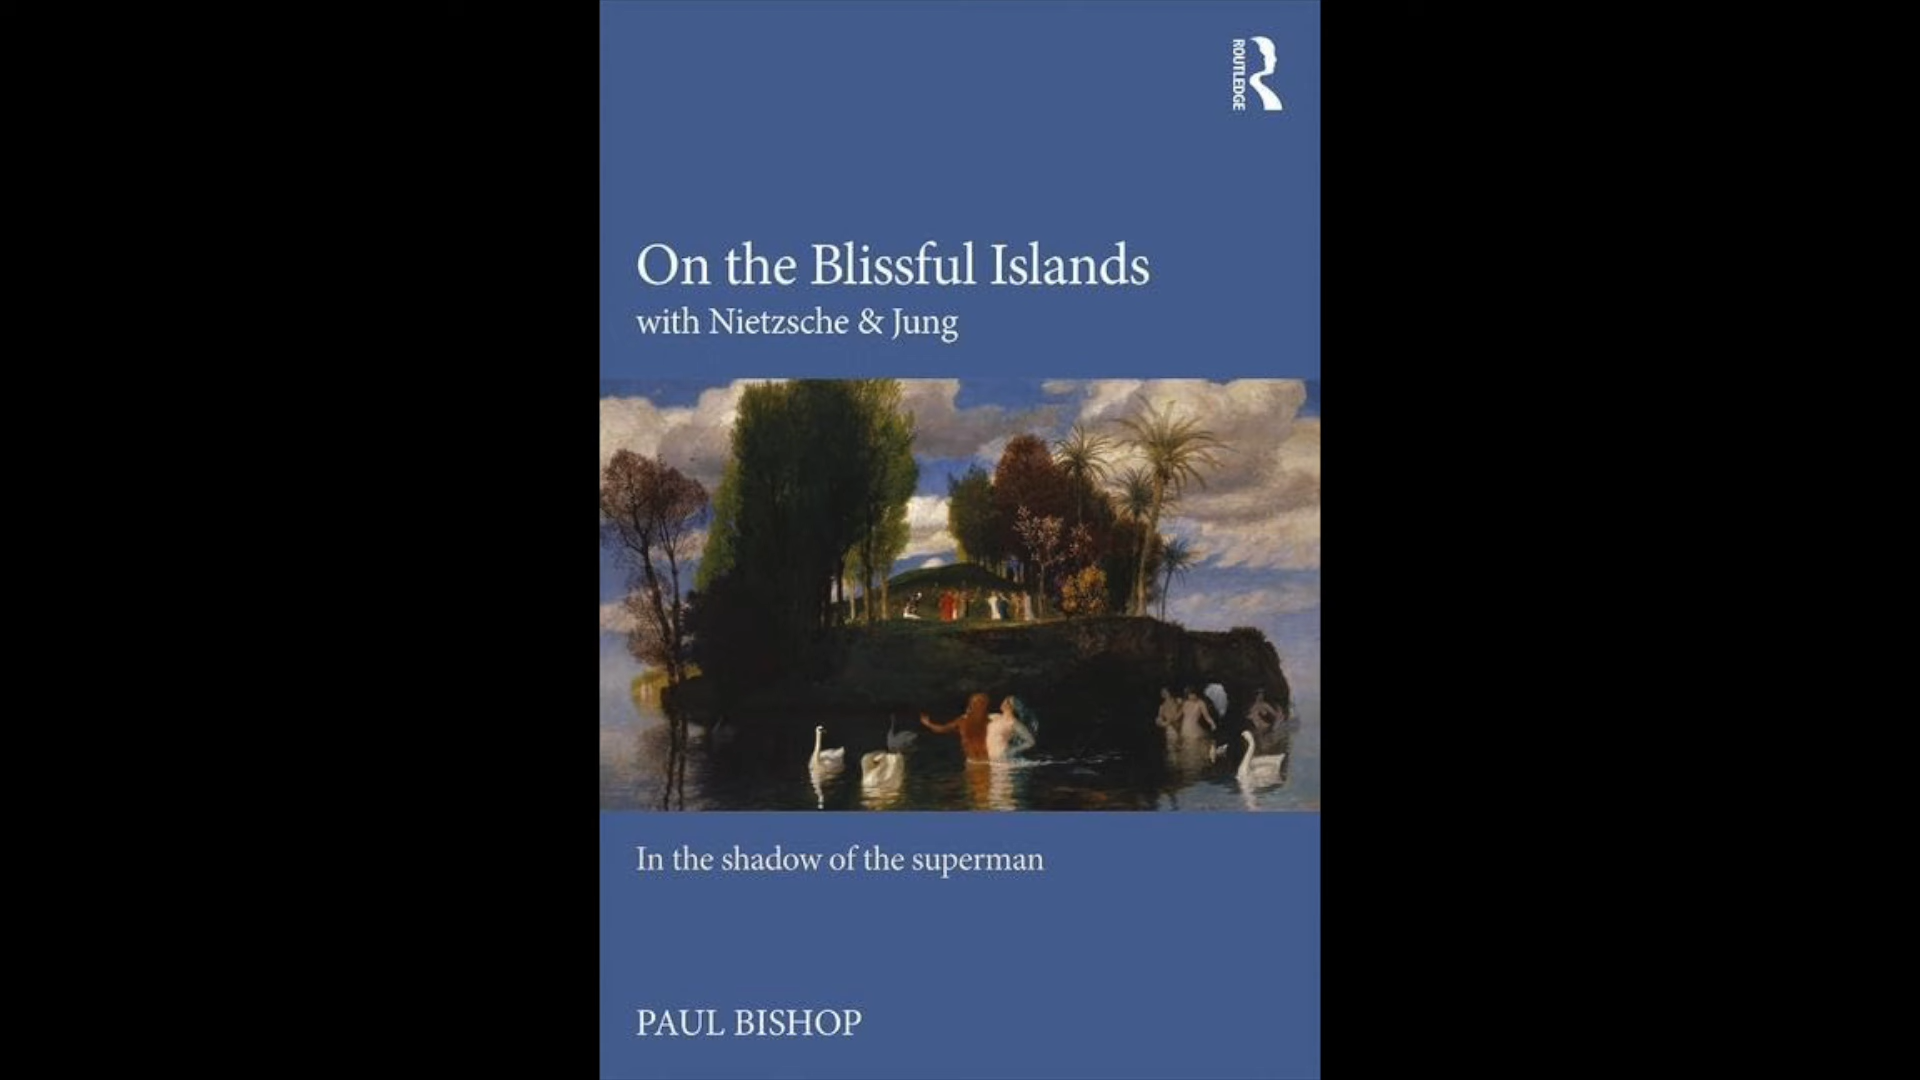 ROUTLEDGE
On the Blissful Islands
with Nietzsche & Jung
In the shadow of the superman
PAUL BISHOP